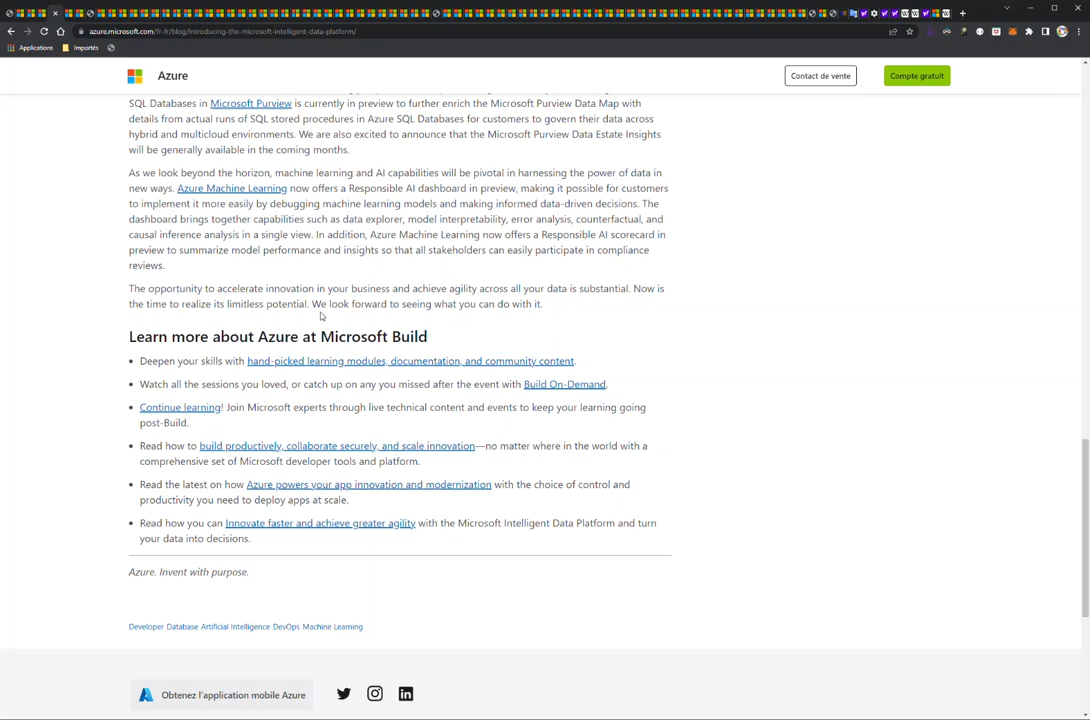 azure.microsoft.com/fr-fr/blog/introducing-the-microsoft-intelligent-data-platform/
Applications
Importés
Azure
Contact de vente
Compte gratuit
SQL Databases in Microsoft Purview is currently in preview to further enrich the Microsoft Purview Data Map with
details from actual runs of SQL stored procedures in Azure SQL Databases for customers to govern their data across
hybrid and multicloud environments. We are also excited to announce that the Microsoft Purview Data Estate Insights
will be generally available in the coming months.
As we look beyond the horizon, machine learning and AI capabilities will be pivotal in harnessing the power of data in
new ways. Azure Machine Learning now offers a Responsible AI dashboard in preview, making it possible for customers
to implement it more easily by debugging machine learning models and making informed data-driven decisions. The
dashboard brings together capabilities such as data explorer, model interpretability, error analysis, counterfactual, and
causal inference analysis in a single view. In addition, Azure Machine Learning now offers a Responsible AI scorecard in
preview to summarize model performance and insights so that all stakeholders can easily participate in compliance
reviews.
The opportunity to accelerate innovation in your business and achieve agility across all your data is substantial. Now is
the time to realize its limitless potential. We look forward to seeing what you can do with it.
Learn more about Azure at Microsoft Build
• Deepen your skills with hand-picked learning modules, documentation, and community content.
• Watch all the sessions you loved, or catch up on any you missed after the event with Build On-Demand.
• Continue learning! Join Microsoft experts through live technical content and events to keep your learning going
post-Build.
• Read how to build productively, collaborate securely, and scale innovation—no matter where in the world with a
comprehensive set of Microsoft developer tools and platform.
• Read the latest on how Azure powers your app innovation and modernization with the choice of control and
productivity you need to deploy apps at scale.
• Read how you can Innovate faster and achieve greater agility with the Microsoft Intelligent Data Platform and turn
your data into decisions.
Azure. Invent with purpose.
Developer Database Artificial Intelligence DevOps Machine Learning
Obtenez l'application mobile Azure